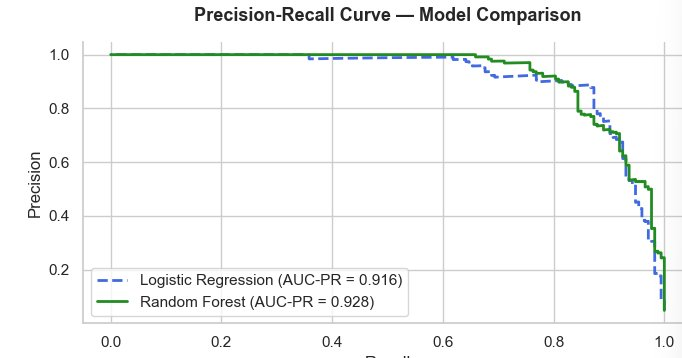 Precision-Recall Curve — Model Comparison
1.0
0.8
0.6
0.4
0.2
Precision
Logistic Regression (AUC-PR = 0.916)
Random Forest (AUC-PR = 0.928)
0.0
0.2
0.4
0.6
0.8
1.0